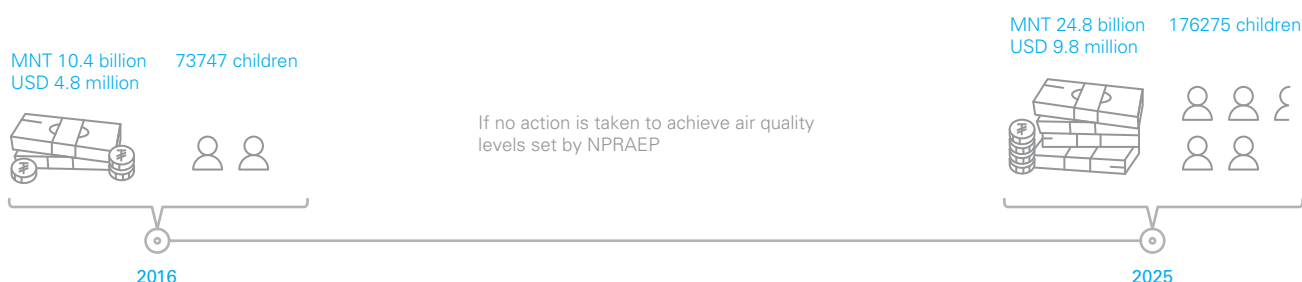 MNT 10.4 billion 73747 children
USD 4.8 million
If no action is taken to achieve air quality
levels set by NPRAEP
MNT 24.8 billion 176275 children
USD 9.8 million
2016
2025